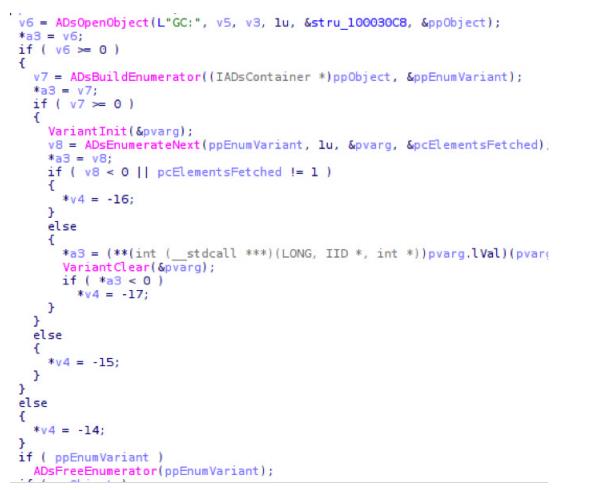 v6 = ADsOpenObject(L"GC:", v5, v3, 1u, &stru_100030C8, &ppObject);
*a3 = v6;
if ( v6 >= 0 )
{
v7 = ADsBuildEnumerator((IADsContainer *)ppObject, &ppEnumVariant);
*a3 = v7;
if ( v7 >= 0 )
{
VariantInit(&pvarg);
v8 = ADsEnumerateNext(ppEnumVariant, 1u, &pvarg, &pcElementsFetched);
*a3 = v8;
if ( v8 < 0 || pcElementsFetched != 1 )
{
*v4 = -16;
}
else
{
*a3 = (**(int (__stdcall ***)(LONG, IID *, int *))pvarg.lVal)(pvarg
VariantClear(&pvarg);
if ( *a3 < 0 )
*v4 = -17;
}
}
else
{
*v4 = -15;
}
}
else
{
*v4 = -14;
}
if ( ppEnumVariant )
ADsFreeEnumerator(ppEnumVariant);